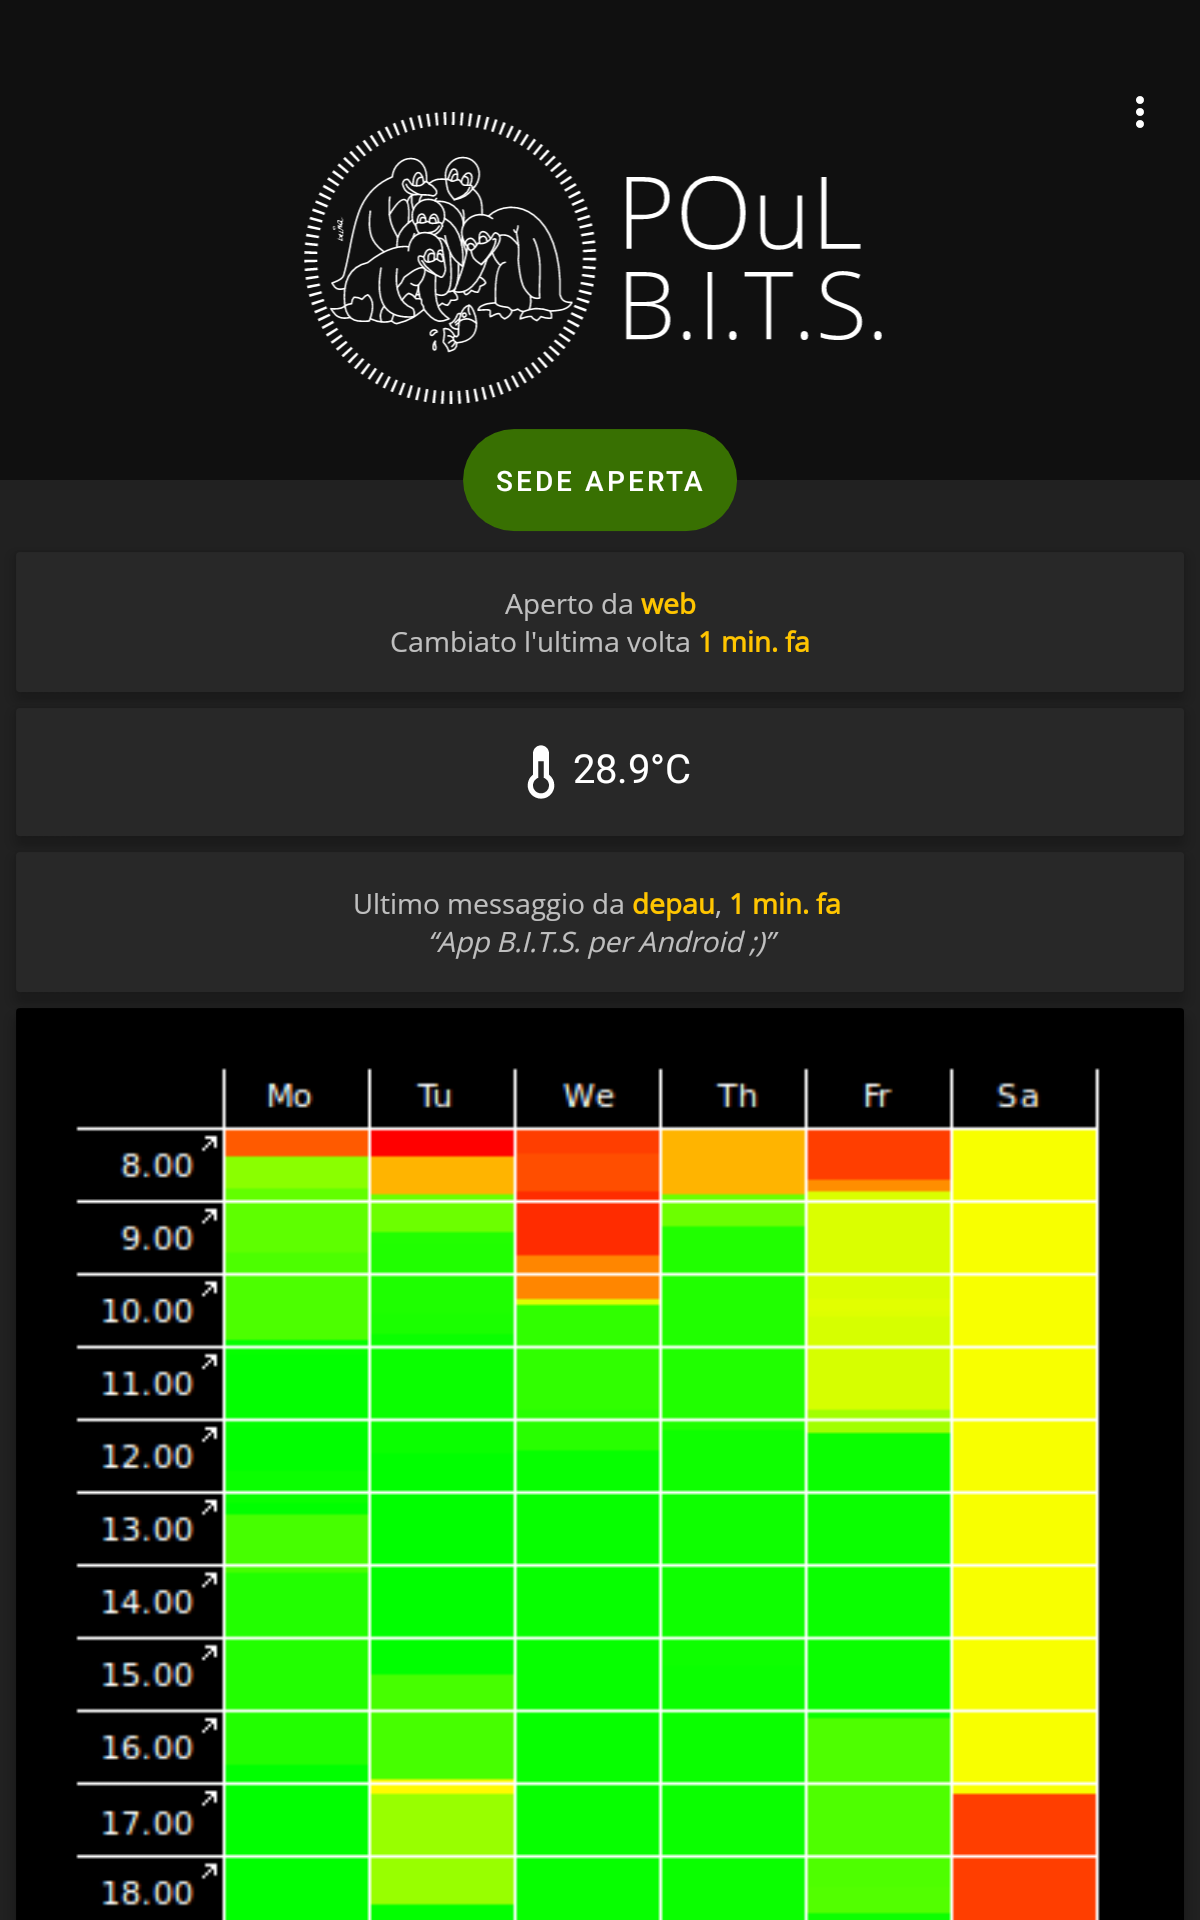 POuL
B.I.T.S.
SEDE APERTA
Aperto da web
Cambiato l'ultima volta 1 min. fa
28.9°C
Ultimo messaggio da depau, 1 min. fa
“App B.I.T.S. per Android ;)”
Mo Tu We Th Fr Sa
8.00
9.00
10.00
11.00
12.00
13.00
14.00
15.00
16.00
17.00
18.00